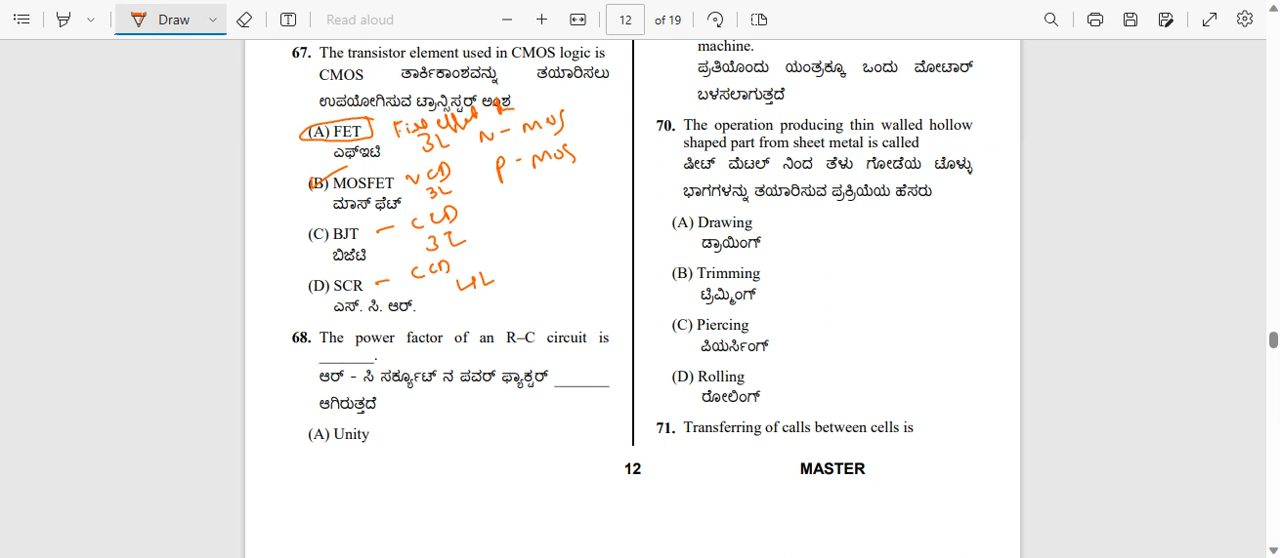 Draw
Read aloud
12 of 19
67. The transistor element used in CMOS logic is
CMOS ತಾರ್ಕಿಕಾಂಶವನ್ನು ತಯಾರಿಸಲು
ಉಪಯೋಗಿಸುವ ಟ್ರಾನ್ಸಿಸ್ಟರ್ ಅಂಶ
(A) FET
ಎಫ್ಇಟಿ
3L
N - MOS
P - MOS
(B) MOSFET
VCD
3L
ಮಾಸ್ ಫೆಟ್
(C) BJT - CCD
3L
ಬಿಜೆಟಿ
(D) SCR - CCD
4L
ಎಸ್. ಸಿ. ಆರ್.
68. The power factor of an R–C circuit is
_______.
ಆರ್ - ಸಿ ಸರ್ಕ್ಯೂಟ್ ನ ಪವರ್ ಫ್ಯಾಕ್ಟರ್ _______
ಆಗಿರುತ್ತದೆ
(A) Unity
machine.
ಪ್ರತಿಯೊಂದು ಯಂತ್ರಕ್ಕೂ ಒಂದು ಮೋಟಾರ್
ಬಳಸಲಾಗುತ್ತದೆ
70. The operation producing thin walled hollow
shaped part from sheet metal is called
ಷೀಟ್ ಮೆಟಲ್ ನಿಂದ ತೆಳು ಗೋಡೆಯ ಟೊಳ್ಳು
ಭಾಗಗಳನ್ನು ತಯಾರಿಸುವ ಪ್ರಕ್ರಿಯೆಯ ಹೆಸರು
(A) Drawing
ಡ್ರಾಯಿಂಗ್
(B) Trimming
ಟ್ರಿಮ್ಮಿಂಗ್
(C) Piercing
ಪಿಯರ್ಸಿಂಗ್
(D) Rolling
ರೋಲಿಂಗ್
71. Transferring of calls between cells is
12
MASTER